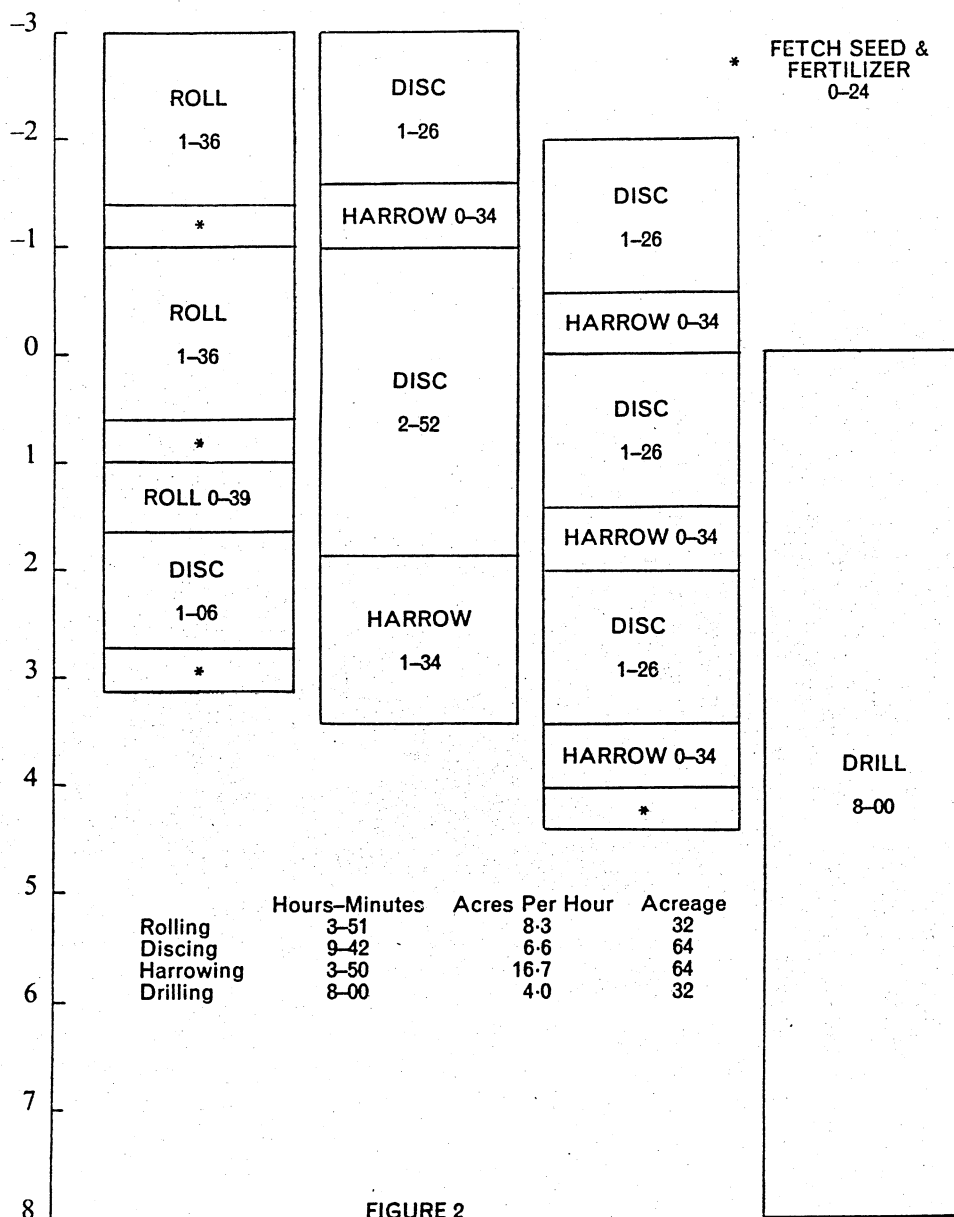 –3
–2
–1
0
1
2
3
4
5
6
7
8
ROLL
1–36
*
ROLL
1–36
*
ROLL 0–39
DISC
1–06
*
DISC
1–26
HARROW 0–34
DISC
2–52
HARROW
1–34
DISC
1–26
HARROW 0–34
DISC
1–26
HARROW 0–34
DISC
1–26
HARROW 0–34
*
* FETCH SEED &
FERTILIZER
0–24
DRILL
8–00
Hours–Minutes Acres Per Hour Acreage
Rolling 3–51 8·3 32
Discing 9–42 6·6 64
Harrowing 3–50 16·7 64
Drilling 8–00 4·0 32
FIGURE 2